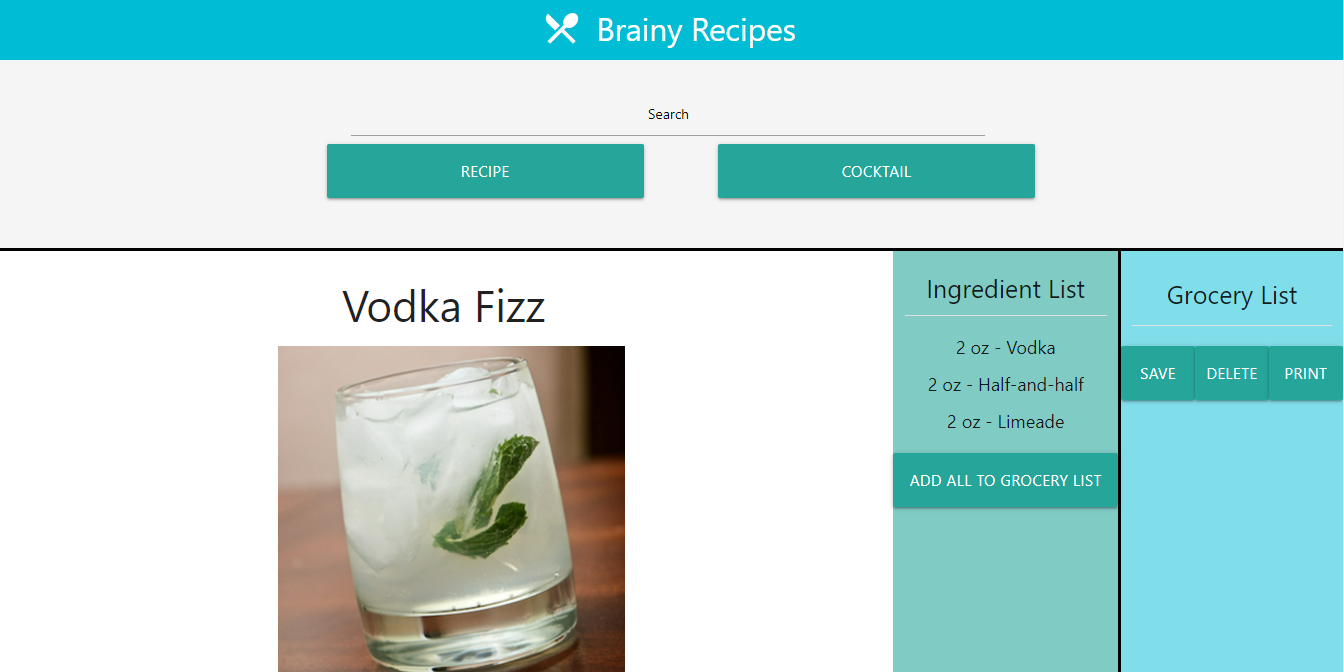 Brainy Recipes
Search
RECIPE
COCKTAIL
Vodka Fizz
Ingredient List
2 oz - Vodka
2 oz - Half-and-half
2 oz - Limeade
ADD ALL TO GROCERY LIST
Grocery List
SAVE
DELETE
PRINT